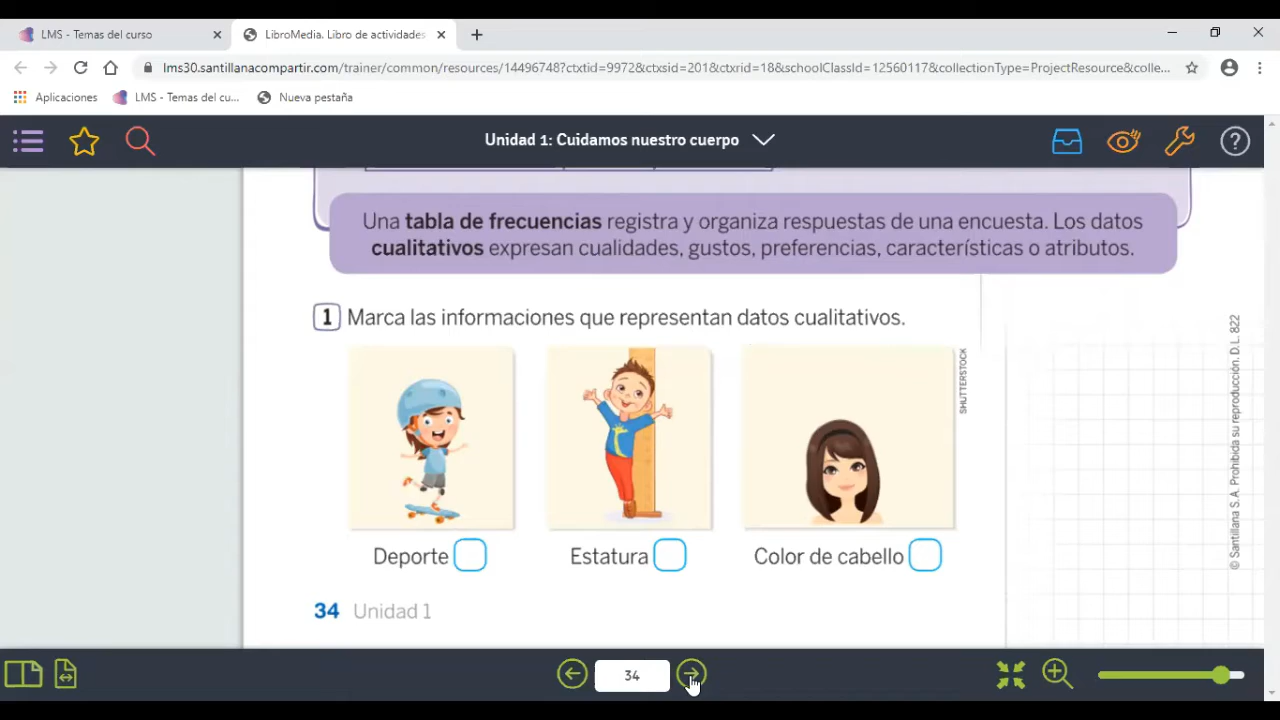 LMS - Temas del curso
LibroMedia. Libro de actividades
lms30.santillanacompartir.com/trainer/common/resources/14496748?ctxtid=9972&ctxsid=201&ctxrid=18&schoolClassId=12560117&collectionType=ProjectResource&colle...
Aplicaciones
LMS - Temas del cu...
Nueva pestaña
Unidad 1: Cuidamos nuestro cuerpo
Una tabla de frecuencias registra y organiza respuestas de una encuesta. Los datos
cualitativos expresan cualidades, gustos, preferencias, características o atributos.
1 Marca las informaciones que representan datos cualitativos.
SHUTTERSTOCK
Deporte
Estatura
Color de cabello
34 Unidad 1
© Santillana S.A. Prohibida su reproducción. D.L. 822
34